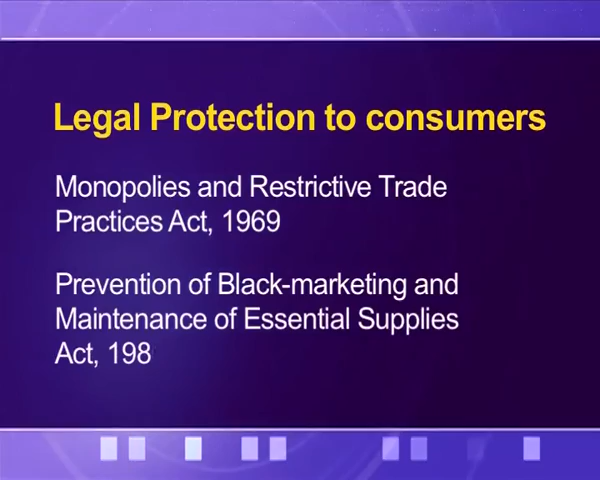 Legal Protection to consumers
Monopolies and Restrictive Trade
Practices Act, 1969
Prevention of Black-marketing and
Maintenance of Essential Supplies
Act, 198